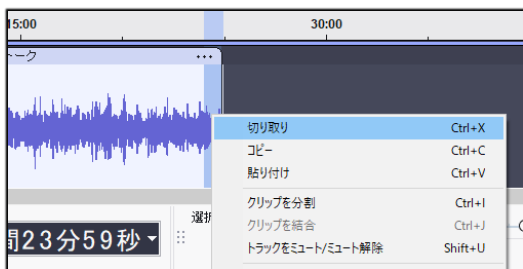 15:00 30:00
ーク ...
切り取り Ctrl+X
コピー Ctrl+C
貼り付け Ctrl+V
クリップを分割 Ctrl+I
クリップを結合 Ctrl+J
トラックをミュート/ミュート解除 Shift+U
選択
間23分59秒